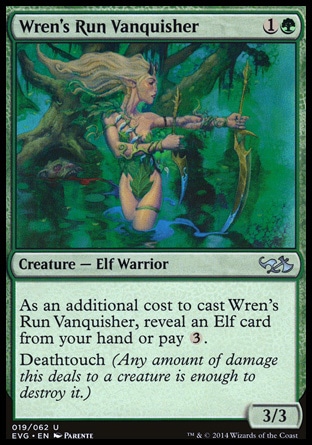 Wren's Run Vanquisher 1
Creature — Elf Warrior
As an additional cost to cast Wren's
Run Vanquisher, reveal an Elf card
from your hand or pay 3.
Deathtouch (Any amount of damage
this deals to a creature is enough to
destroy it.)
3/3
019/062 U
EVG • EN Parente
™ & © 2014 Wizards of the Coast